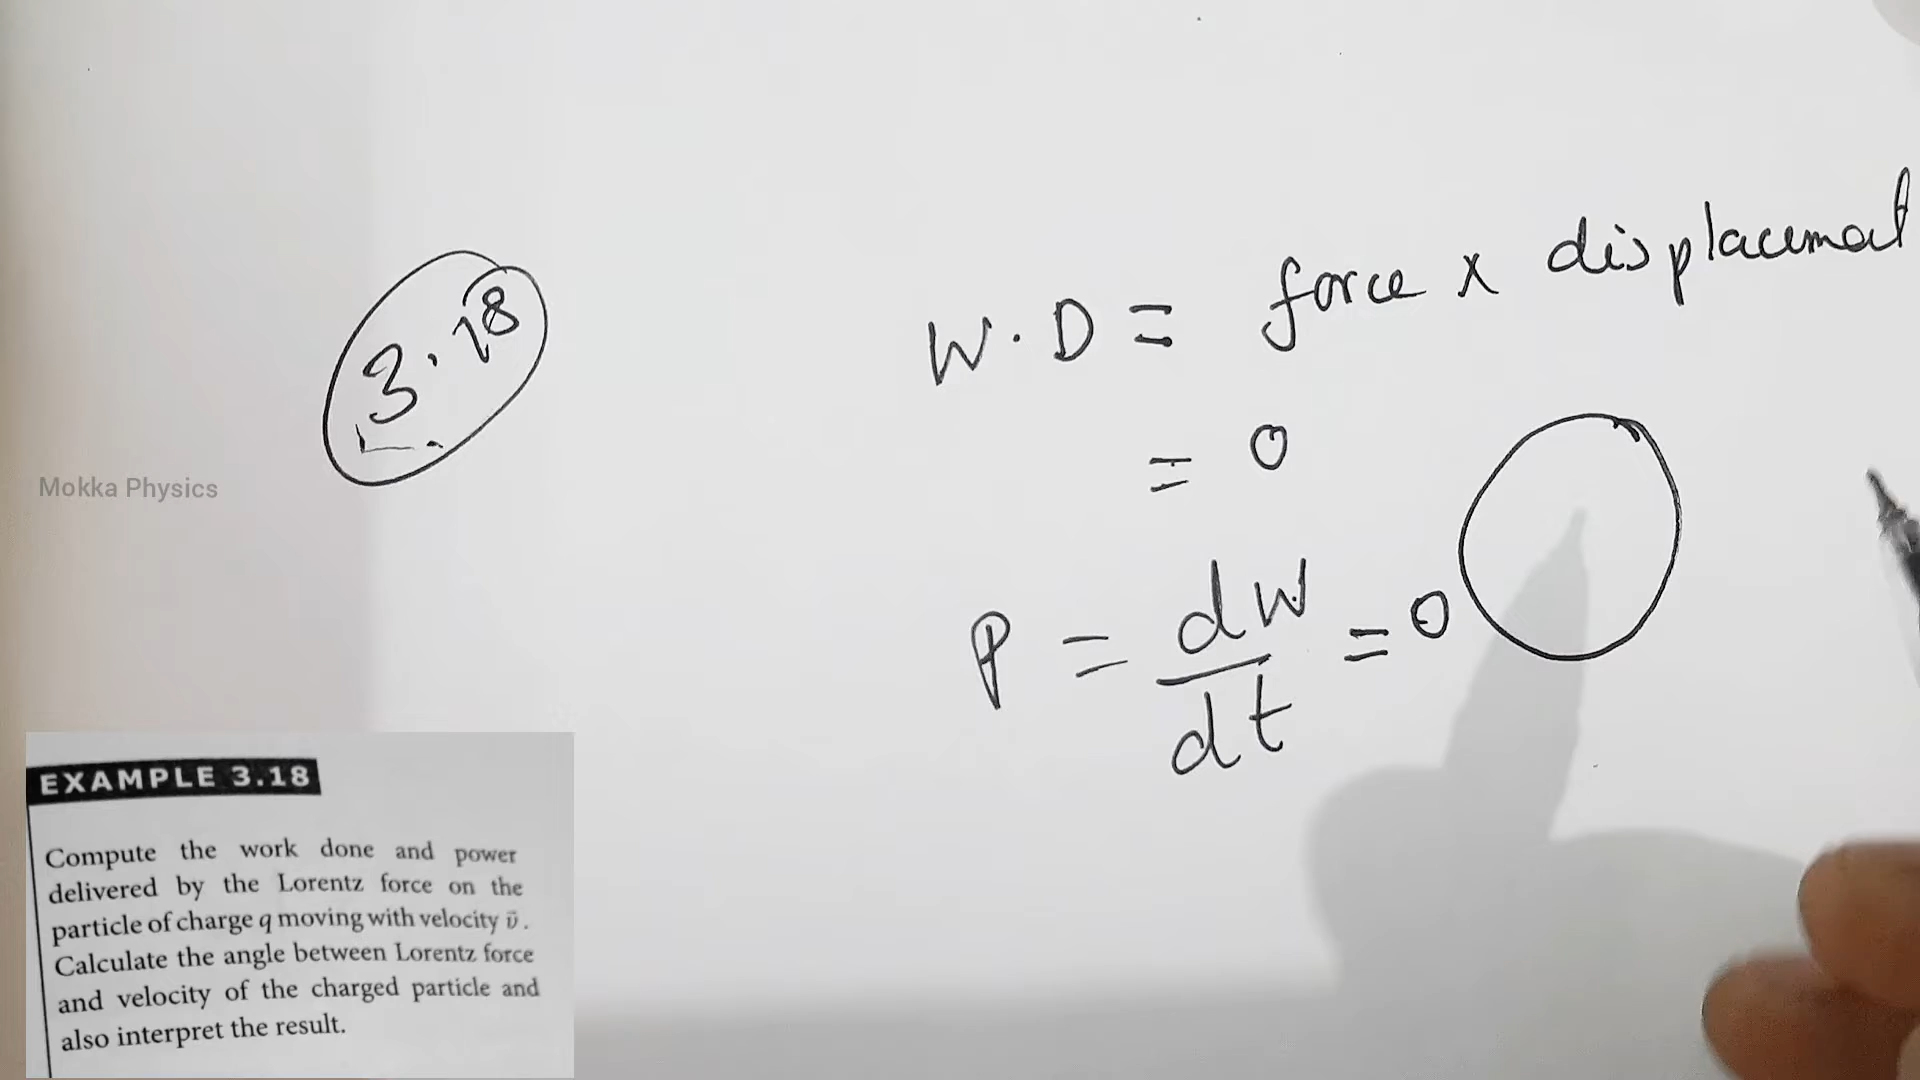 3.18
W.D = force x displacement
= 0
P = dW/dt = 0
Mokka Physics
EXAMPLE 3.18
Compute the work done and power
delivered by the Lorentz force on the
particle of charge q moving with velocity v⃗.
Calculate the angle between Lorentz force
and velocity of the charged particle and
also interpret the result.